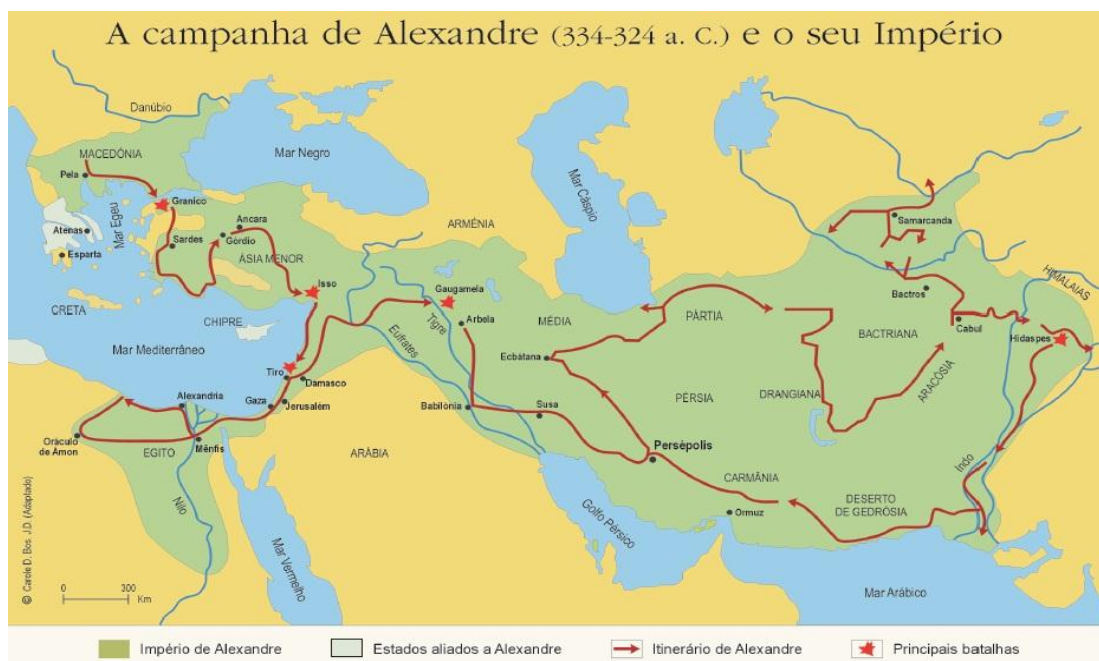 A campanha de Alexandre (334-324 a. C.) e o seu Império
Danúbio
MACEDÓNIA
Pela
Mar Negro
Granico
Mar Egeu
Atenas
Esparta
Sardes
Ancara
Górdio
ÁSIA MENOR
ARMÉNIA
Mar Cáspio
Samarcanda
HIMALAIAS
Isso
CRETA
CHIPRE
Mar Mediterrâneo
Gaugamela
Tigre
Arbela
Eufrates
MÉDIA
PÁRTIA
Bactros
BACTRIANA
Cabul
Hidaspes
Ecbátana
Tiro
Damasco
Alexandria
Gaza
Jerusalém
Babilónia
Susa
PÉRSIA
DRANGIANA
ARACÓSIA
Oráculo
de Ámon
EGITO
Mênfis
ARÁBIA
Persépolis
CARMÂNIA
Indo
Nilo
Golfo Pérsico
Ormuz
DESERTO
DE GEDRÓSIA
Mar Vermelho
Mar Arábico
© Carole D. Bos. J.D. (Adaptado)
0 300
Km
Império de Alexandre
Estados aliados a Alexandre
Itinerário de Alexandre
Principais batalhas